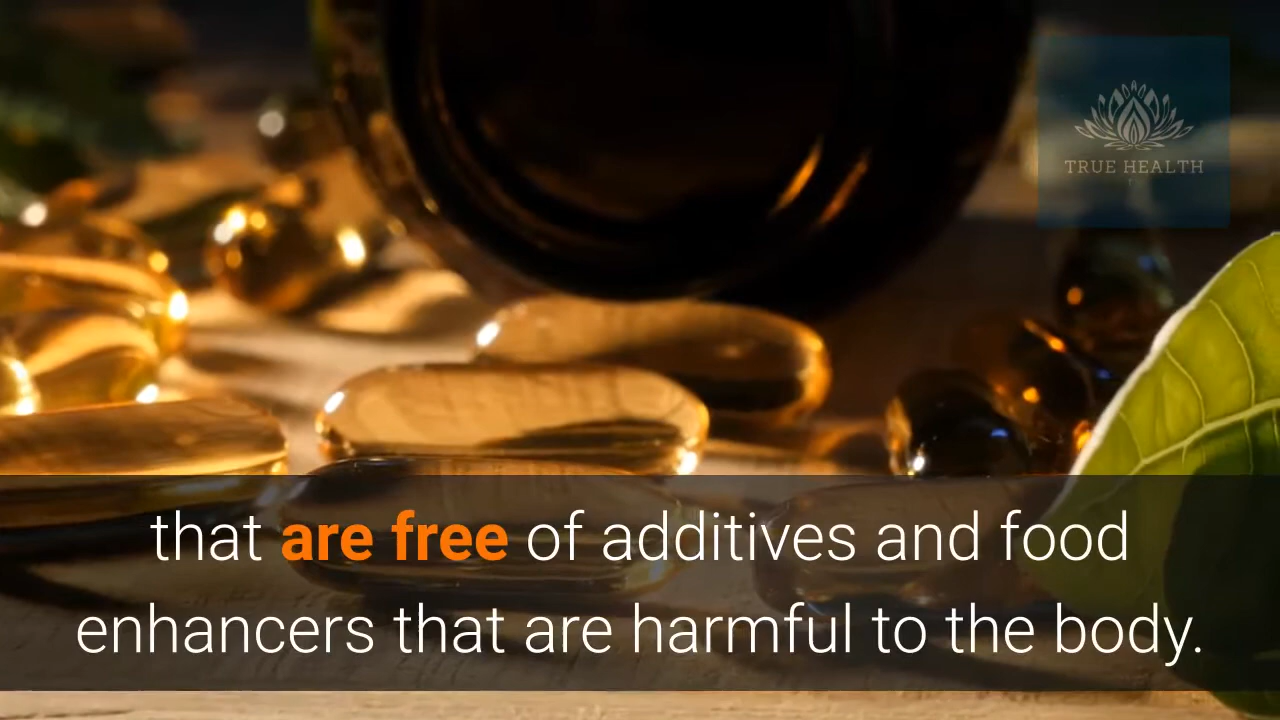 TRUE HEALTH
that are free of additives and food
enhancers that are harmful to the body.